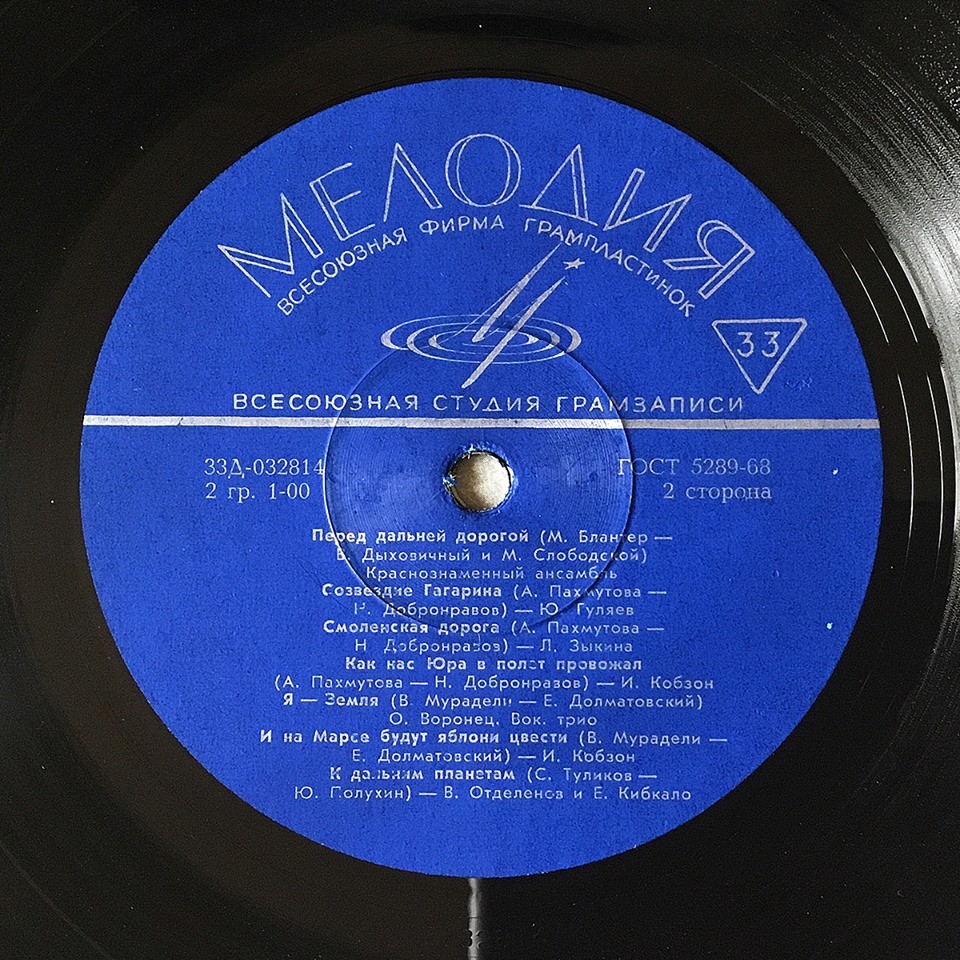 МЕЛОДИЯ
ВСЕСОЮЗНАЯ ФИРМА ГРАМПЛАСТИНОК
33
ВСЕСОЮЗНАЯ СТУДИЯ ГРАМЗАПИСИ
33Д-032814 ГОСТ 5289-68
2 гр. 1-00 2 сторона
Перед дальней дорогой (М. Блантер —
В. Дыховичный и М. Слободской)
Краснознаменный ансамбль
Созвездие Гагарина (А. Пахмутова —
Н. Добронравов) — Ю. Гуляев
Смоленская дорога (А. Пахмутова —
Н Добронравов) — Л. Зыкина
Как нас Юра в полет провожал
(А. Пахмутова — Н. Добронравов) — И. Кобзон
Я — Земля (В. Мурадели — Е. Долматовский)
О. Воронец, Вок. трио
И на Марсе будут яблони цвести (В. Мурадели —
Е. Долматовский) — И. Кобзон
К дальним планетам (С. Туликов —
Ю. Полухин) — В. Отделенов и Е. Кибкало